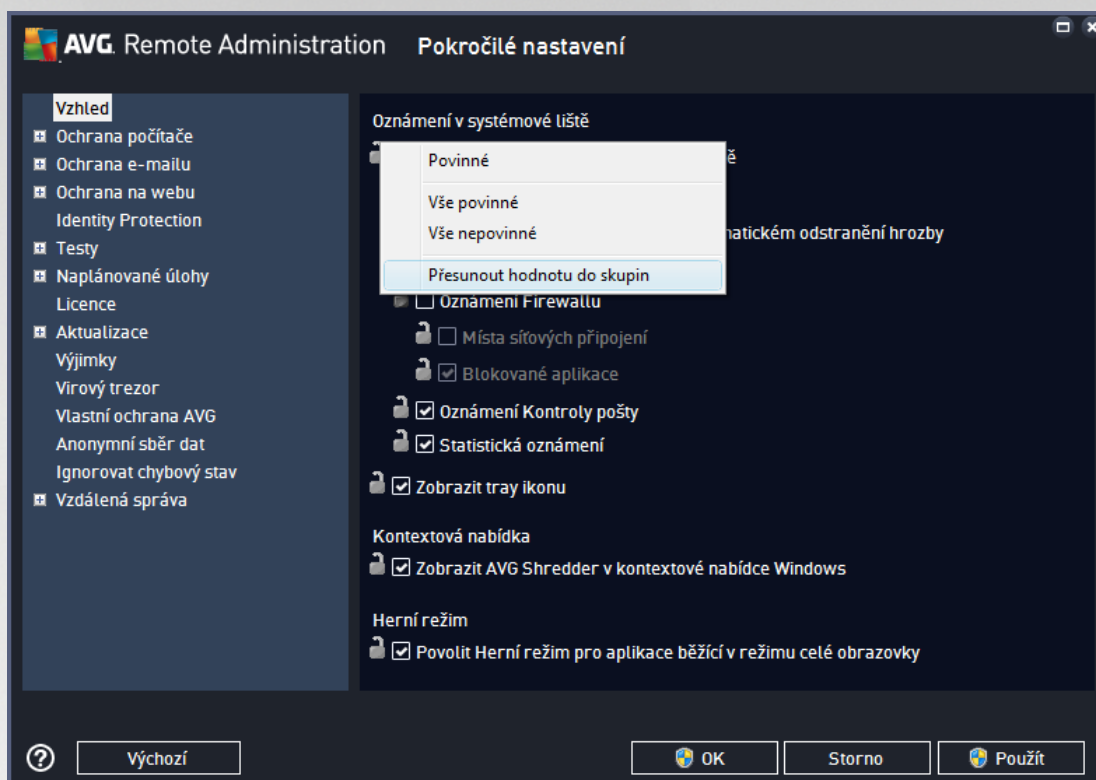 AVG. Remote Administration Pokročilé nastavení
Vzhled
Ochrana počítače
Ochrana e-mailu
Ochrana na webu
Identity Protection
Testy
Naplánované úlohy
Licence
Aktualizace
Výjimky
Virový trezor
Vlastní ochrana AVG
Anonymní sběr dat
Ignorovat chybový stav
Vzdálená správa
Oznámení v systémové liště
Povinné
Vše povinné
Vše nepovinné
odstranění hrozby
Přesunout hodnotu do skupin
Oznámení Firewallu
Místa síťových připojení
Blokované aplikace
Oznámení Kontroly pošty
Statistická oznámení
Zobrazit tray ikonu
Kontextová nabídka
Zobrazit AVG Shredder v kontextové nabídce Windows
Herní režim
Povolit Herní režim pro aplikace běžící v režimu celé obrazovky
Výchozí
OK
Storno
Použít